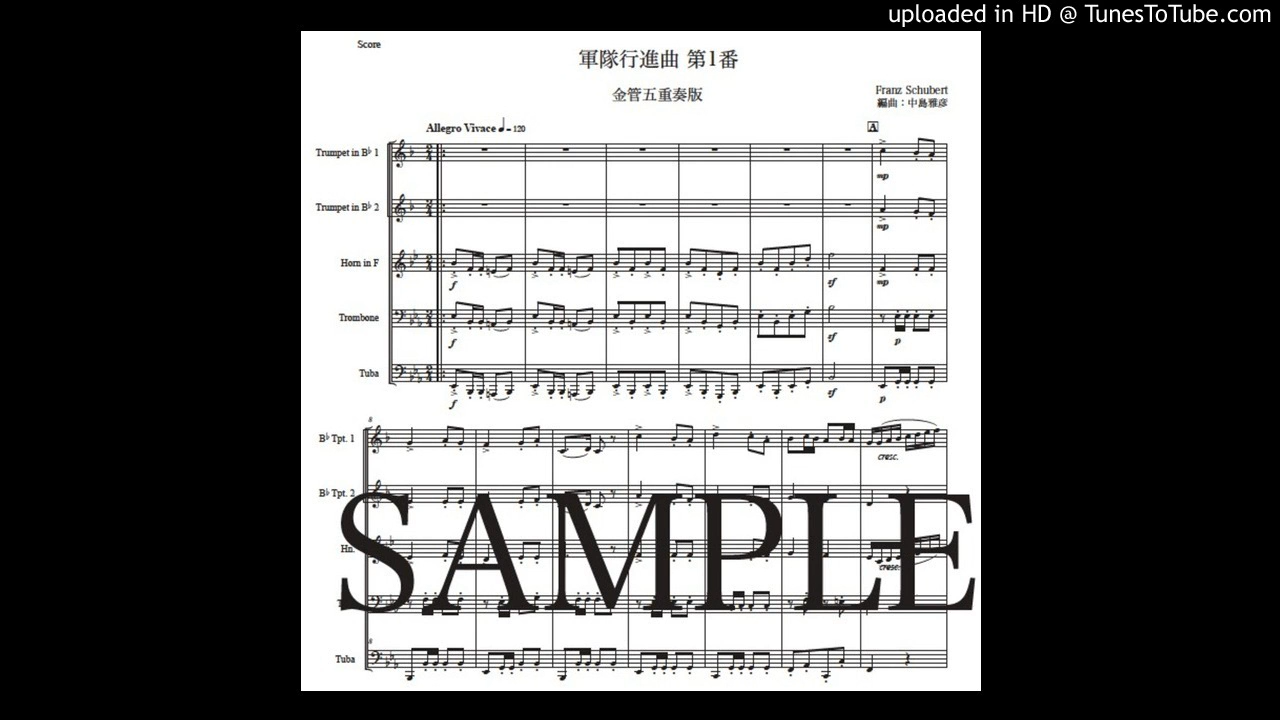 uploaded in HD @ TunesToTube.com
Score
軍隊行進曲 第1番
金管五重奏版
Franz Schubert
編曲：中島雅彦
Allegro Vivace ♩= 120
A
Trumpet in B♭ 1
mp
Trumpet in B♭ 2
mp
Horn in F
f
sf
mp
Trombone
f
sf
p
Tuba
f
sf
p
8
B♭ Tpt. 1
cresc.
B♭ Tpt. 2
SAMPLE
Hn.
cresc.
8
Tuba